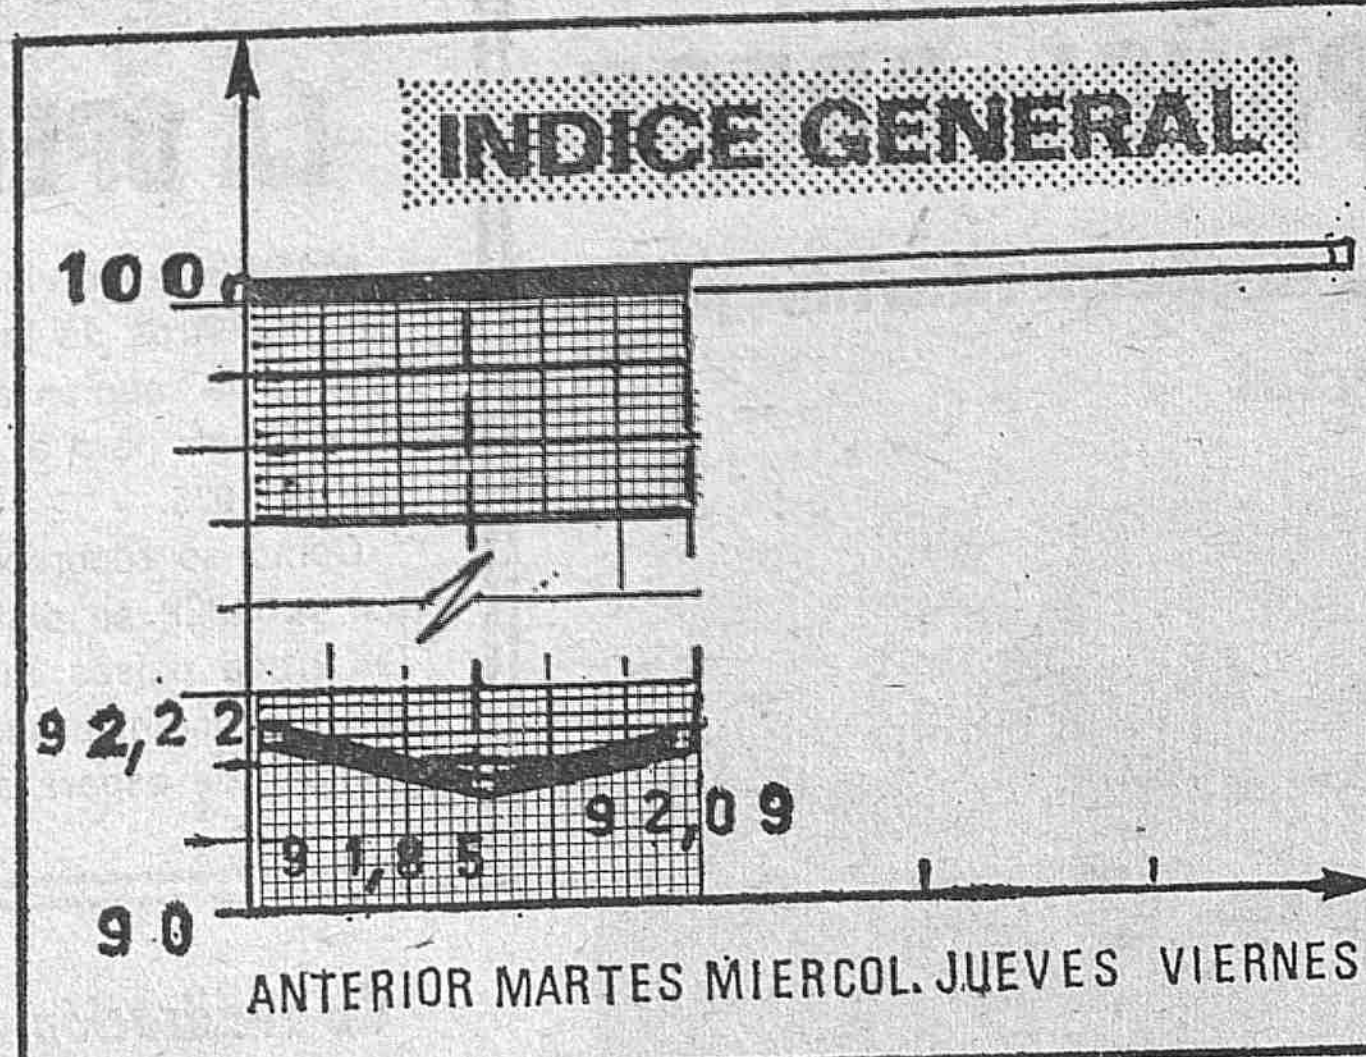 INDICE GENERAL
100
92,22
92,09
91,85
90
ANTERIOR MARTES MIERCOL. JUEVES VIERNES